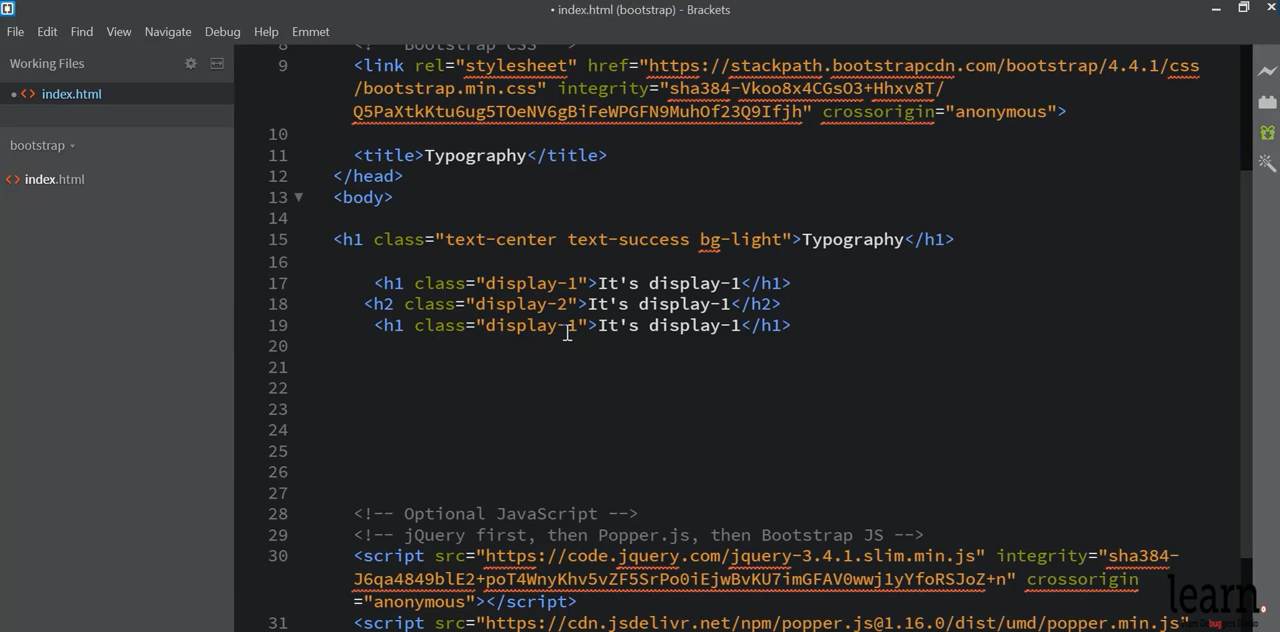 • index.html (bootstrap) - Brackets
File Edit Find View Navigate Debug Help Emmet
Working Files
index.html
bootstrap
index.html
8 <!-- Bootstrap CSS -->
9 <link rel="stylesheet" href="https://stackpath.bootstrapcdn.com/bootstrap/4.4.1/css
/bootstrap.min.css" integrity="sha384-Vkoo8x4CGsO3+Hhxv8T/
Q5PaXtkKtu6ug5TOeNV6gBiFeWPGFN9MuhOf23Q9Ifjh" crossorigin="anonymous">
10
11 <title>Typography</title>
12 </head>
13 <body>
14
15 <h1 class="text-center text-success bg-light">Typography</h1>
16
17 <h1 class="display-1">It's display-1</h1>
18 <h2 class="display-2">It's display-1</h2>
19 <h1 class="display-1">It's display-1</h1>
20
21
22
23
24
25
26
27
28 <!-- Optional JavaScript -->
29 <!-- jQuery first, then Popper.js, then Bootstrap JS -->
30 <script src="https://code.jquery.com/jquery-3.4.1.slim.min.js" integrity="sha384-
J6qa4849blE2+poT4WnyKhv5vZF5SrPo0iEjwBvKU7imGFAV0wwj1yYfoRSJoZ+n" crossorigin
="anonymous"></script>
31 <script src="https://cdn.jsdelivr.net/npm/popper.js@1.16.0/dist/umd/popper.min.js"
learn.